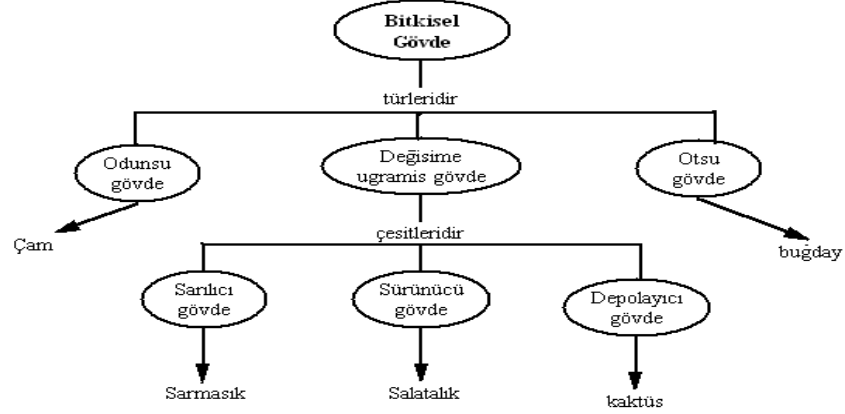 Bitkisel
Gövde
türleridir
Odunsu
gövde
Değisime
ugramis gövde
Otsu
gövde
Çam
buğday
çesitleridir
Sarılıcı
gövde
Sürünücü
gövde
Depolayıcı
gövde
Sarmasık
Salatalık
kaktüs